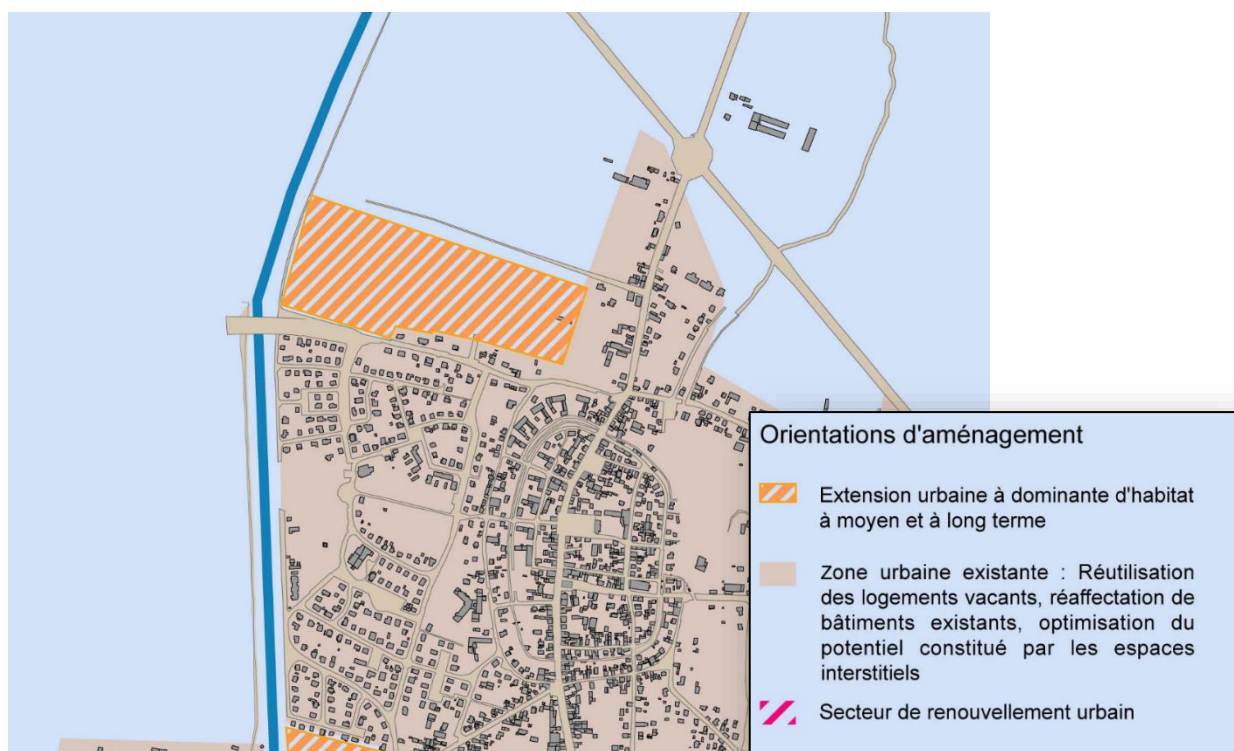 Orientations d'aménagement
Extension urbaine à dominante d'habitat
à moyen et à long terme
Zone urbaine existante : Réutilisation
des logements vacants, réaffectation de
bâtiments existants, optimisation du
potentiel constitué par les espaces
interstitiels
Secteur de renouvellement urbain